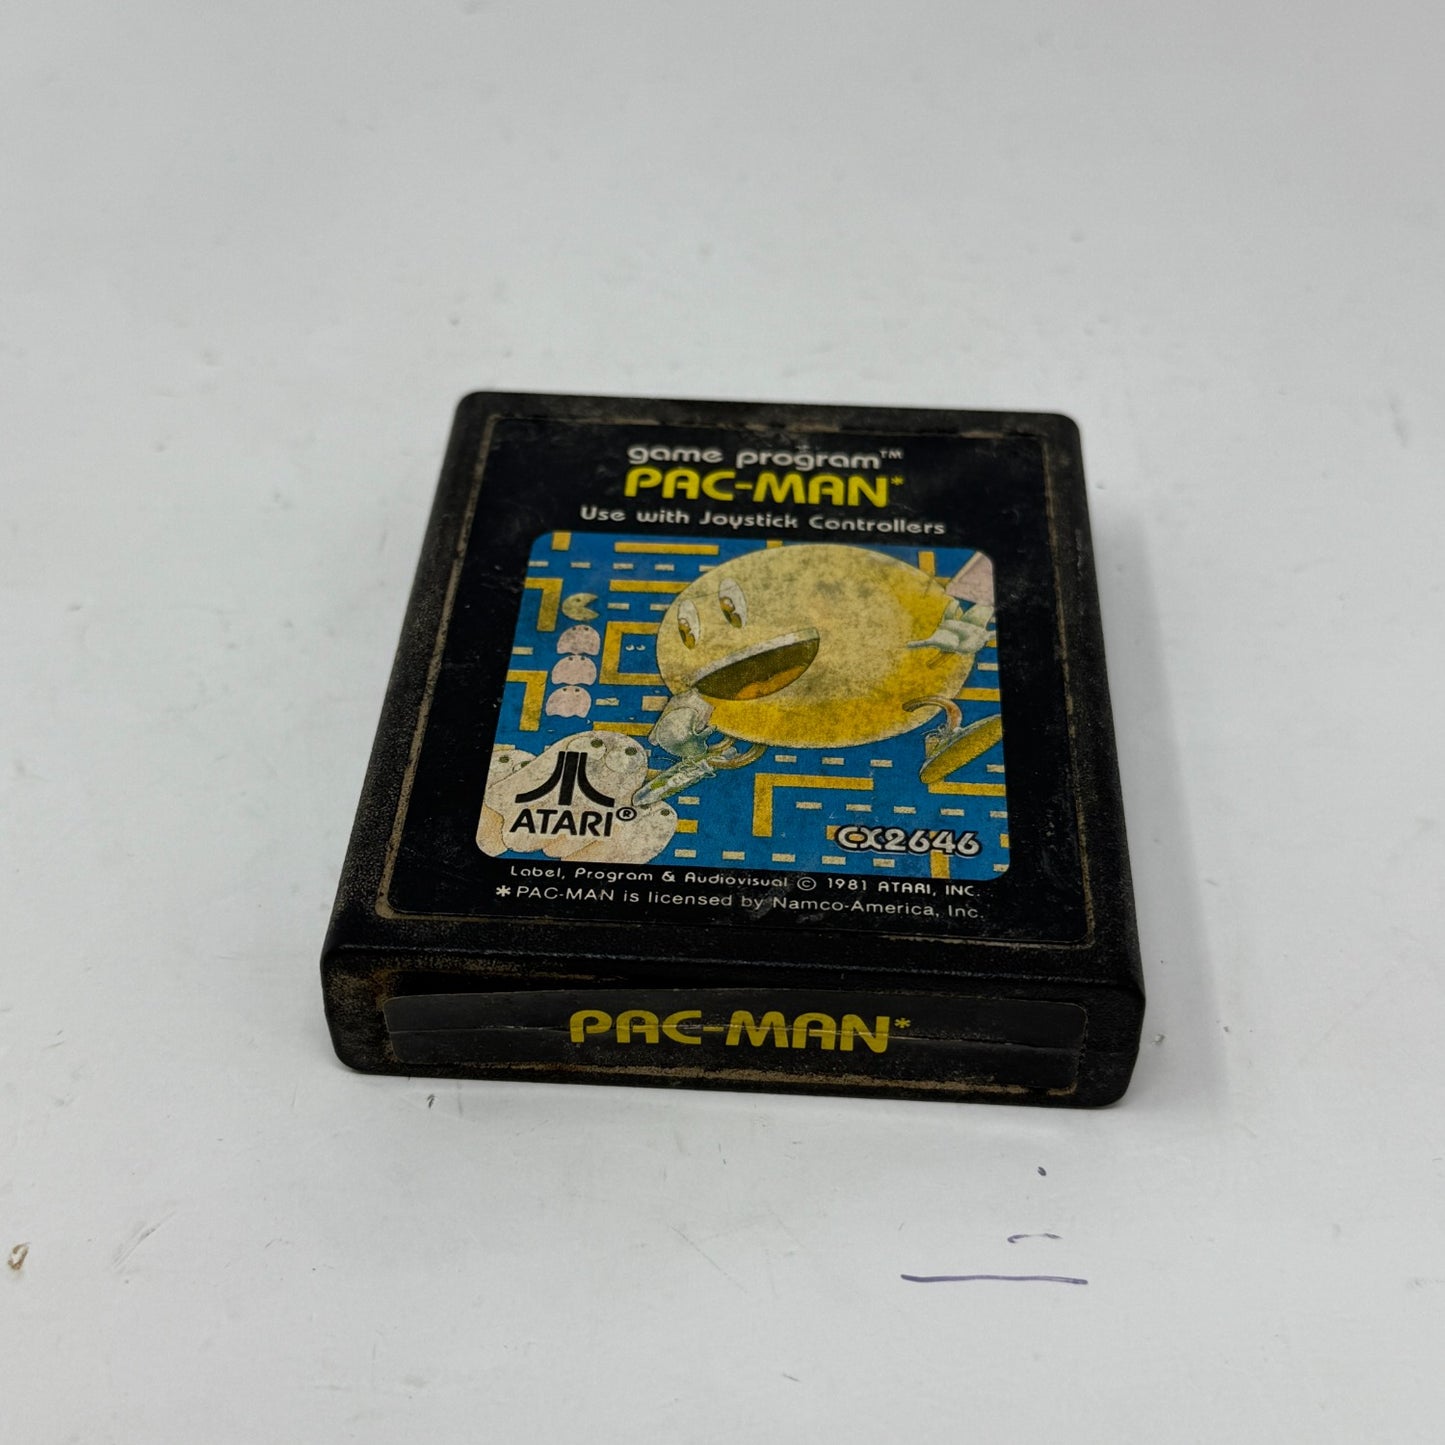 game program™
PAC-MAN*
Use with Joystick Controllers
ATARI®
CX2646
Label, Program & Audiovisual © 1981 ATARI, INC.
*PAC-MAN is licensed by Namco-America, Inc.
PAC-MAN*